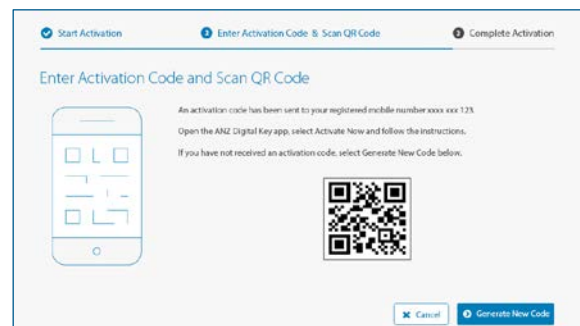 Start Activation
2 Enter Activation Code & Scan QR Code
3 Complete Activation
Enter Activation Code and Scan QR Code
An activation code has been sent to your registered mobile number xxxx xxx 123.
Open the ANZ Digital Key app, select Activate Now and follow the instructions.
If you have not received an activation code, select Generate New Code below.
Cancel
Generate New Code